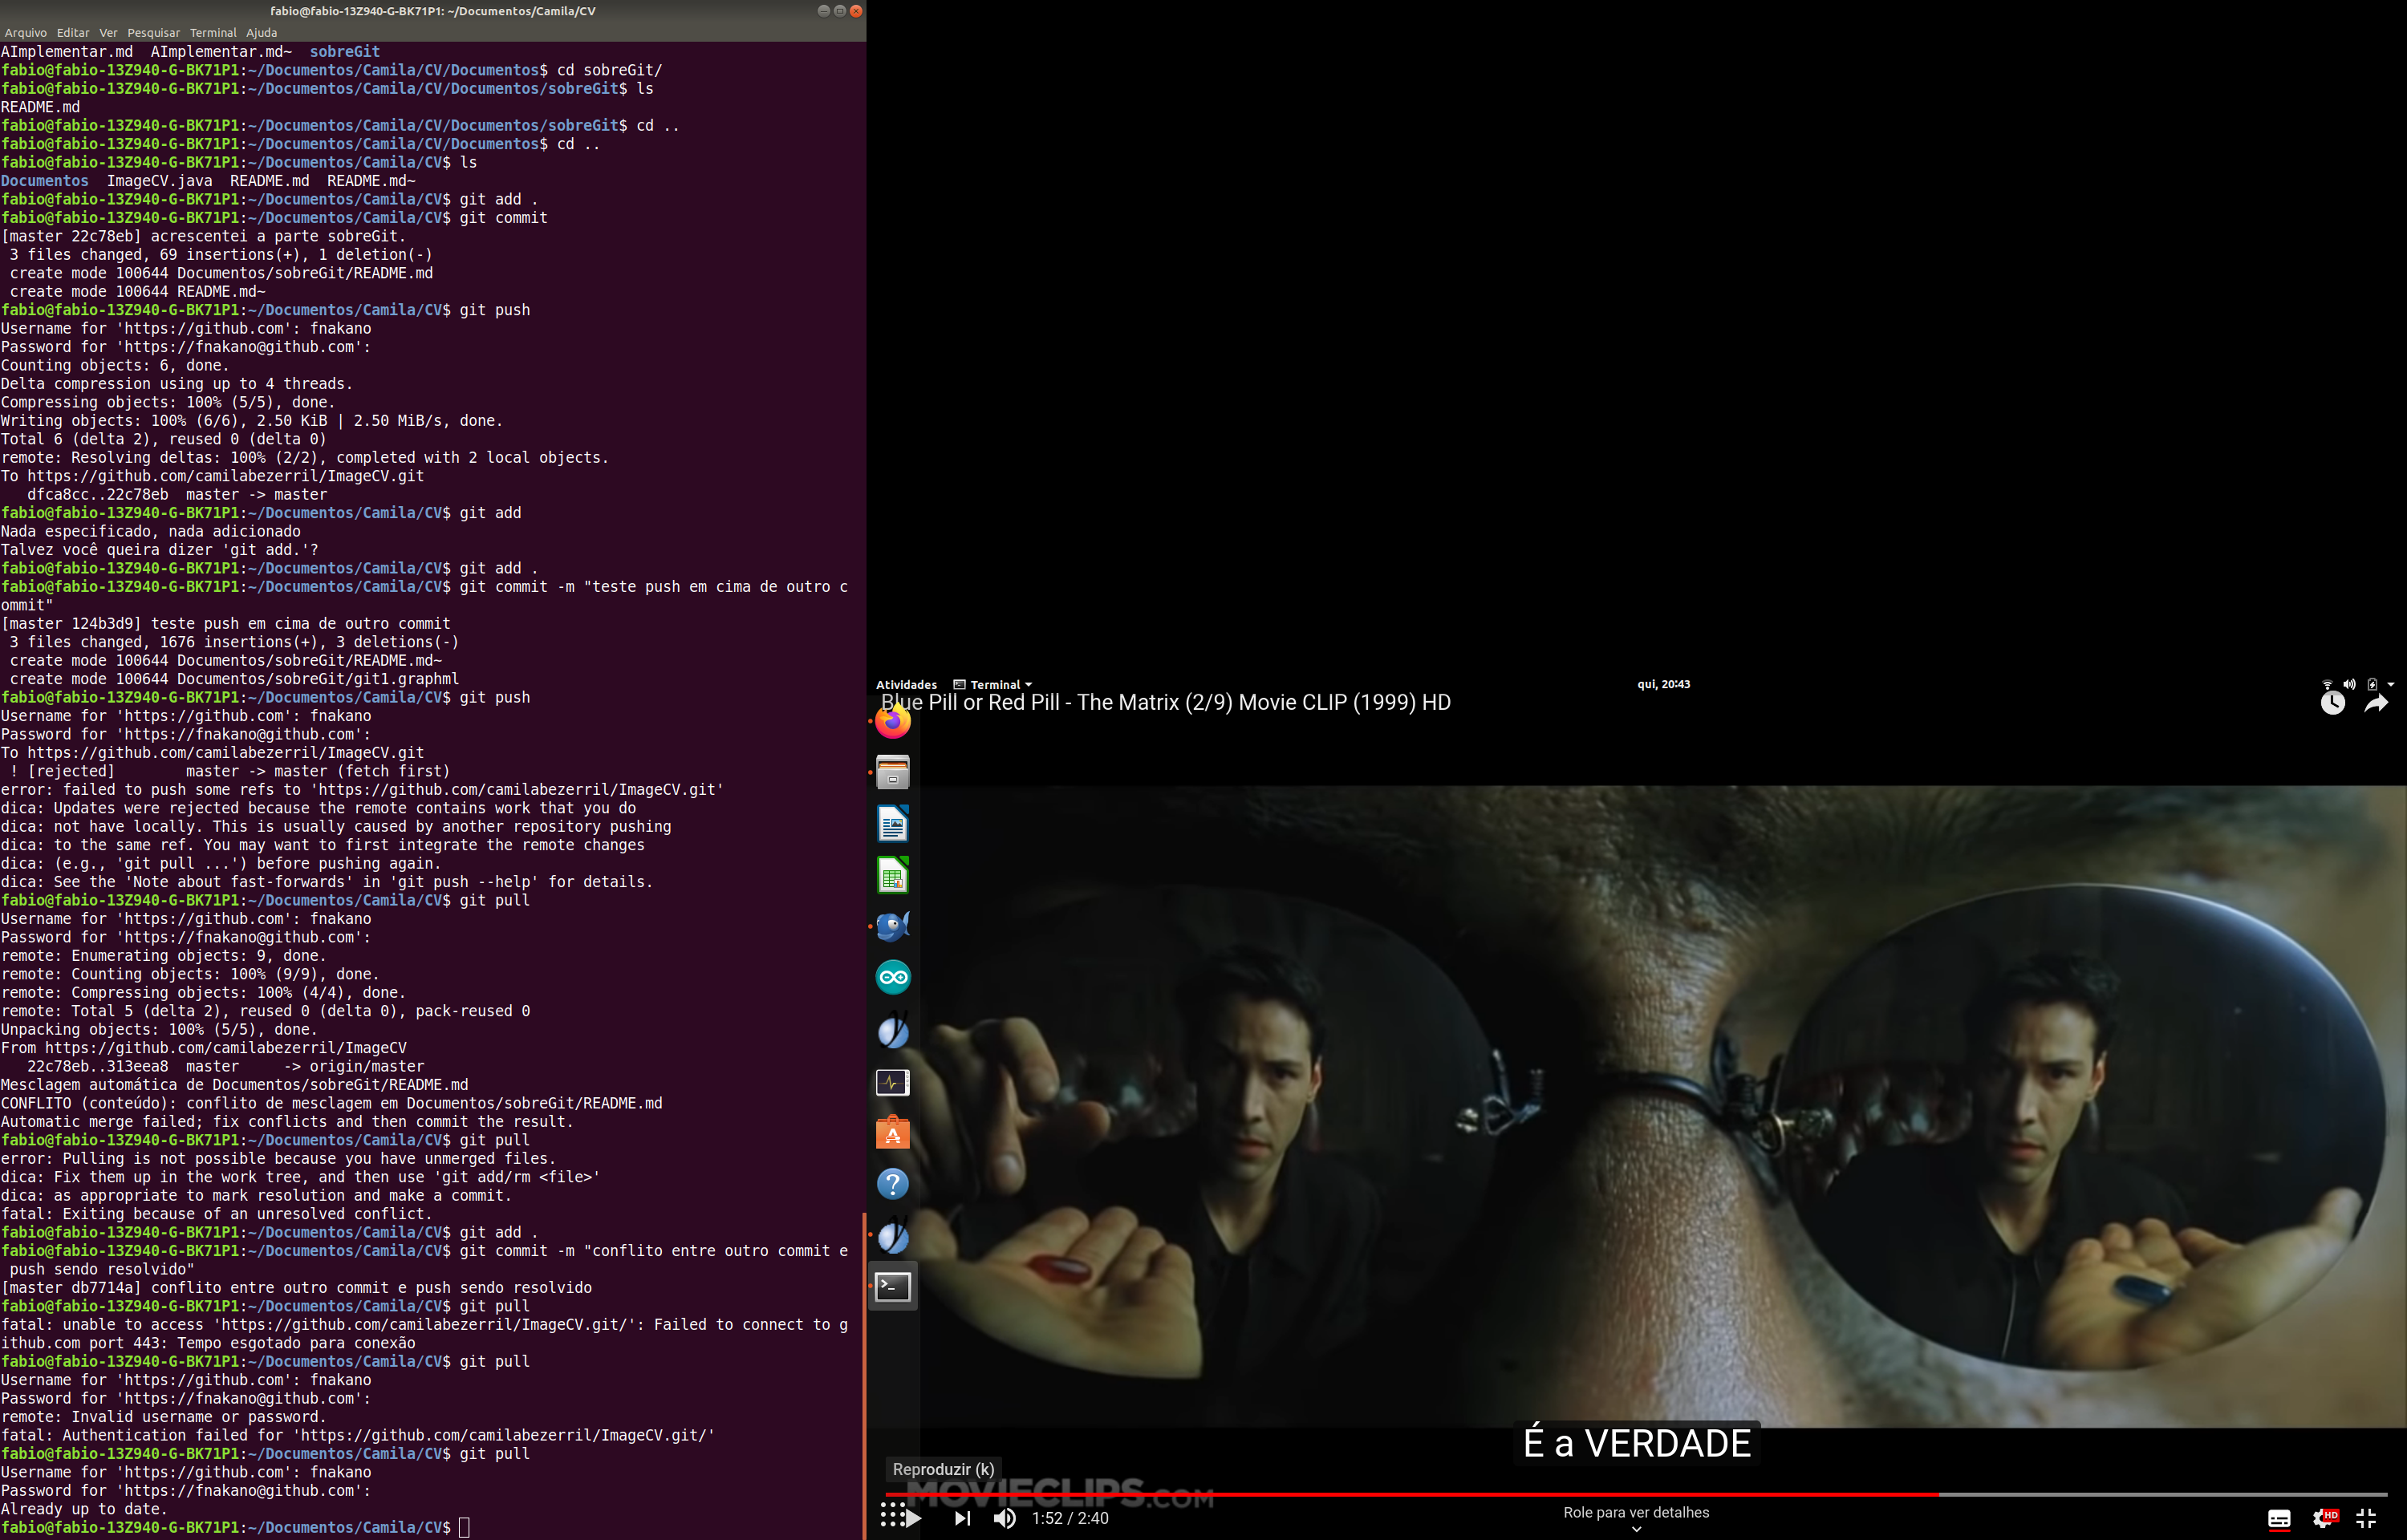 fabio@fabio-13Z940-G-BK71P1: ~/Documentos/Camila/CV
Arquivo Editar Ver Pesquisar Terminal Ajuda
AImplementar.md  AImplementar.md~  sobreGit
fabio@fabio-13Z940-G-BK71P1:~/Documentos/Camila/CV/Documentos$ cd sobreGit/
fabio@fabio-13Z940-G-BK71P1:~/Documentos/Camila/CV/Documentos/sobreGit$ ls
README.md
fabio@fabio-13Z940-G-BK71P1:~/Documentos/Camila/CV/Documentos/sobreGit$ cd ..
fabio@fabio-13Z940-G-BK71P1:~/Documentos/Camila/CV/Documentos$ cd ..
fabio@fabio-13Z940-G-BK71P1:~/Documentos/Camila/CV$ ls
Documentos  ImageCV.java  README.md  README.md~
fabio@fabio-13Z940-G-BK71P1:~/Documentos/Camila/CV$ git add .
fabio@fabio-13Z940-G-BK71P1:~/Documentos/Camila/CV$ git commit
[master 22c78eb] acrescentei a parte sobreGit.
 3 files changed, 69 insertions(+), 1 deletion(-)
 create mode 100644 Documentos/sobreGit/README.md
 create mode 100644 README.md~
fabio@fabio-13Z940-G-BK71P1:~/Documentos/Camila/CV$ git push
Username for 'https://github.com': fnakano
Password for 'https://fnakano@github.com':
Counting objects: 6, done.
Delta compression using up to 4 threads.
Compressing objects: 100% (5/5), done.
Writing objects: 100% (6/6), 2.50 KiB | 2.50 MiB/s, done.
Total 6 (delta 2), reused 0 (delta 0)
remote: Resolving deltas: 100% (2/2), completed with 2 local objects.
To https://github.com/camilabezerril/ImageCV.git
   dfca8cc..22c78eb  master -> master
fabio@fabio-13Z940-G-BK71P1:~/Documentos/Camila/CV$ git add
Nada especificado, nada adicionado
Talvez você queira dizer 'git add.'?
fabio@fabio-13Z940-G-BK71P1:~/Documentos/Camila/CV$ git add .
fabio@fabio-13Z940-G-BK71P1:~/Documentos/Camila/CV$ git commit -m "teste push em cima de outro c
ommit"
[master 124b3d9] teste push em cima de outro commit
 3 files changed, 1676 insertions(+), 3 deletions(-)
 create mode 100644 Documentos/sobreGit/README.md~
 create mode 100644 Documentos/sobreGit/git1.graphml
fabio@fabio-13Z940-G-BK71P1:~/Documentos/Camila/CV$ git push
Username for 'https://github.com': fnakano
Password for 'https://fnakano@github.com':
To https://github.com/camilabezerril/ImageCV.git
 ! [rejected]        master -> master (fetch first)
error: failed to push some refs to 'https://github.com/camilabezerril/ImageCV.git'
dica: Updates were rejected because the remote contains work that you do
dica: not have locally. This is usually caused by another repository pushing
dica: to the same ref. You may want to first integrate the remote changes
dica: (e.g., 'git pull ...') before pushing again.
dica: See the 'Note about fast-forwards' in 'git push --help' for details.
fabio@fabio-13Z940-G-BK71P1:~/Documentos/Camila/CV$ git pull
Username for 'https://github.com': fnakano
Password for 'https://fnakano@github.com':
remote: Enumerating objects: 9, done.
remote: Counting objects: 100% (9/9), done.
remote: Compressing objects: 100% (4/4), done.
remote: Total 5 (delta 2), reused 0 (delta 0), pack-reused 0
Unpacking objects: 100% (5/5), done.
From https://github.com/camilabezerril/ImageCV
   22c78eb..313eea8  master     -> origin/master
Mesclagem automática de Documentos/sobreGit/README.md
CONFLITO (conteúdo): conflito de mesclagem em Documentos/sobreGit/README.md
Automatic merge failed; fix conflicts and then commit the result.
fabio@fabio-13Z940-G-BK71P1:~/Documentos/Camila/CV$ git pull
error: Pulling is not possible because you have unmerged files.
dica: Fix them up in the work tree, and then use 'git add/rm <file>'
dica: as appropriate to mark resolution and make a commit.
fatal: Exiting because of an unresolved conflict.
fabio@fabio-13Z940-G-BK71P1:~/Documentos/Camila/CV$ git add .
fabio@fabio-13Z940-G-BK71P1:~/Documentos/Camila/CV$ git commit -m "conflito entre outro commit e
 push sendo resolvido"
[master db7714a] conflito entre outro commit e push sendo resolvido
fabio@fabio-13Z940-G-BK71P1:~/Documentos/Camila/CV$ git pull
fatal: unable to access 'https://github.com/camilabezerril/ImageCV.git/': Failed to connect to g
ithub.com port 443: Tempo esgotado para conexão
fabio@fabio-13Z940-G-BK71P1:~/Documentos/Camila/CV$ git pull
Username for 'https://github.com': fnakano
Password for 'https://fnakano@github.com':
remote: Invalid username or password.
fatal: Authentication failed for 'https://github.com/camilabezerril/ImageCV.git/'
fabio@fabio-13Z940-G-BK71P1:~/Documentos/Camila/CV$ git pull
Username for 'https://github.com': fnakano
Password for 'https://fnakano@github.com':
Already up to date.
fabio@fabio-13Z940-G-BK71P1:~/Documentos/Camila/CV$
Atividades Terminal qui, 20:43
Blue Pill or Red Pill - The Matrix (2/9) Movie CLIP (1999) HD
É a VERDADE
Reproduzir (k)
MOVIECLIPS.COM
1:52 / 2:40
Role para ver detalhes
HD